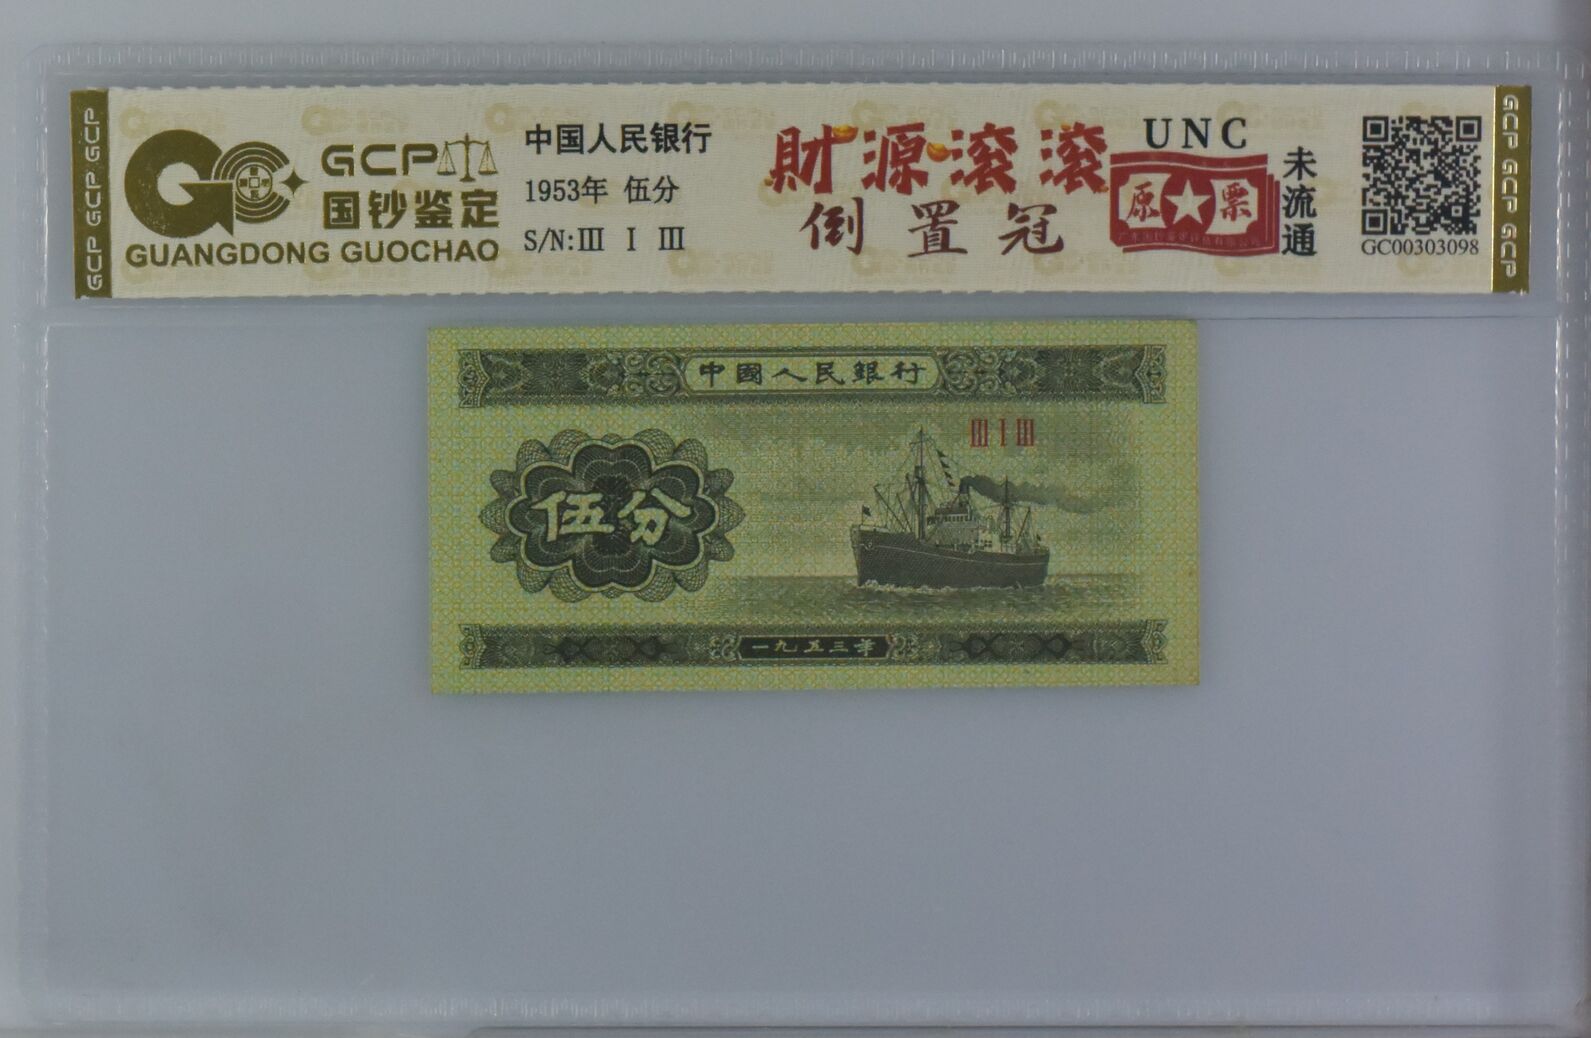 GCP GCP GCP
GCP
国钞鉴定
GUANGDONG GUOCHAO
中国人民银行
1953年 伍分
S/N:Ⅲ Ⅰ Ⅲ
財源滚滚
倒置冠
UNC
原★票
未流通
GC00303098
GCP GCP GCP
中國人民銀行
ⅢⅠⅢ
伍分
一九五三年